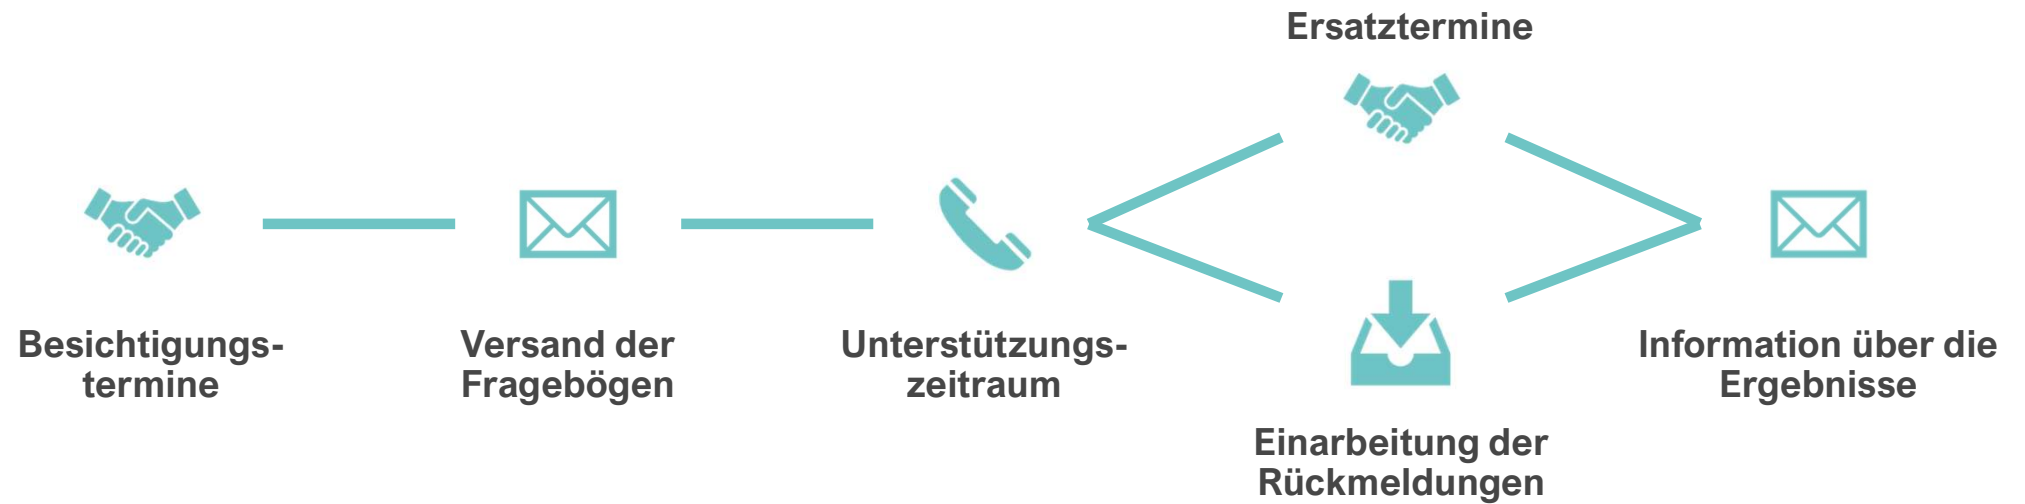 Ersatztermine
Besichtigungs-
termine
Versand der
Fragebögen
Unterstützungs-
zeitraum
Einarbeitung der
Rückmeldungen
Information über die
Ergebnisse